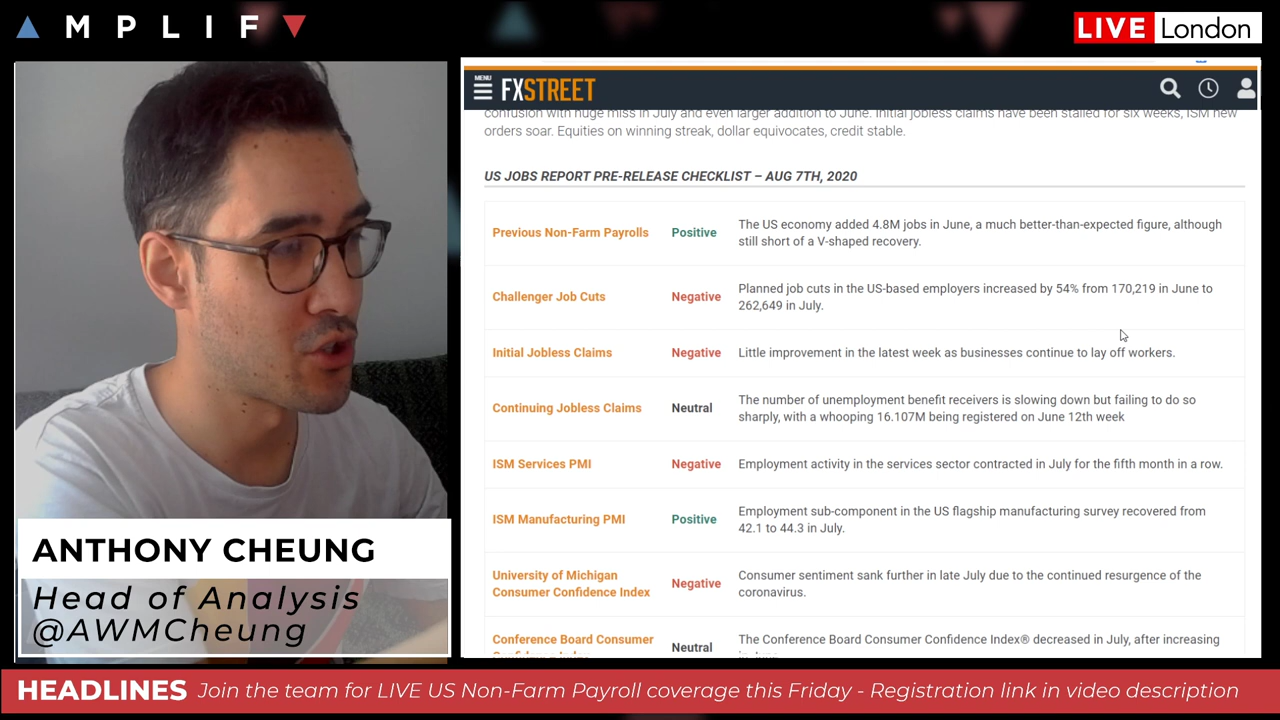 MPLIF
LIVE London
MENU
FXSTREET
confusion with huge miss in July and even larger addition to June. Initial jobless claims have been stalled for six weeks, ISM new
orders soar. Equities on winning streak, dollar equivocates, credit stable.
US JOBS REPORT PRE-RELEASE CHECKLIST – AUG 7TH, 2020
Previous Non-Farm Payrolls Positive The US economy added 4.8M jobs in June, a much better-than-expected figure, although
still short of a V-shaped recovery.
Challenger Job Cuts Negative Planned job cuts in the US-based employers increased by 54% from 170,219 in June to
262,649 in July.
Initial Jobless Claims Negative Little improvement in the latest week as businesses continue to lay off workers.
Continuing Jobless Claims Neutral The number of unemployment benefit receivers is slowing down but failing to do so
sharply, with a whooping 16.107M being registered on June 12th week
ISM Services PMI Negative Employment activity in the services sector contracted in July for the fifth month in a row.
ISM Manufacturing PMI Positive Employment sub-component in the US flagship manufacturing survey recovered from
42.1 to 44.3 in July.
University of Michigan
Consumer Confidence Index Negative Consumer sentiment sank further in late July due to the continued resurgence of the
coronavirus.
Conference Board Consumer Neutral The Conference Board Consumer Confidence Index® decreased in July, after increasing
ANTHONY CHEUNG
Head of Analysis
@AWMCheung
HEADLINES Join the team for LIVE US Non-Farm Payroll coverage this Friday - Registration link in video description